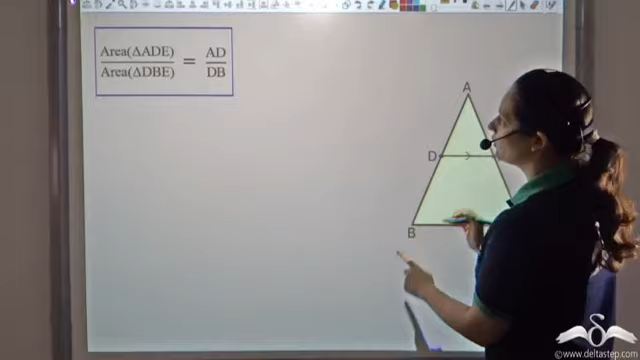 Area(ΔADE) / Area(ΔDBE) = AD / DB
A
D
B
©www.deltastep.com